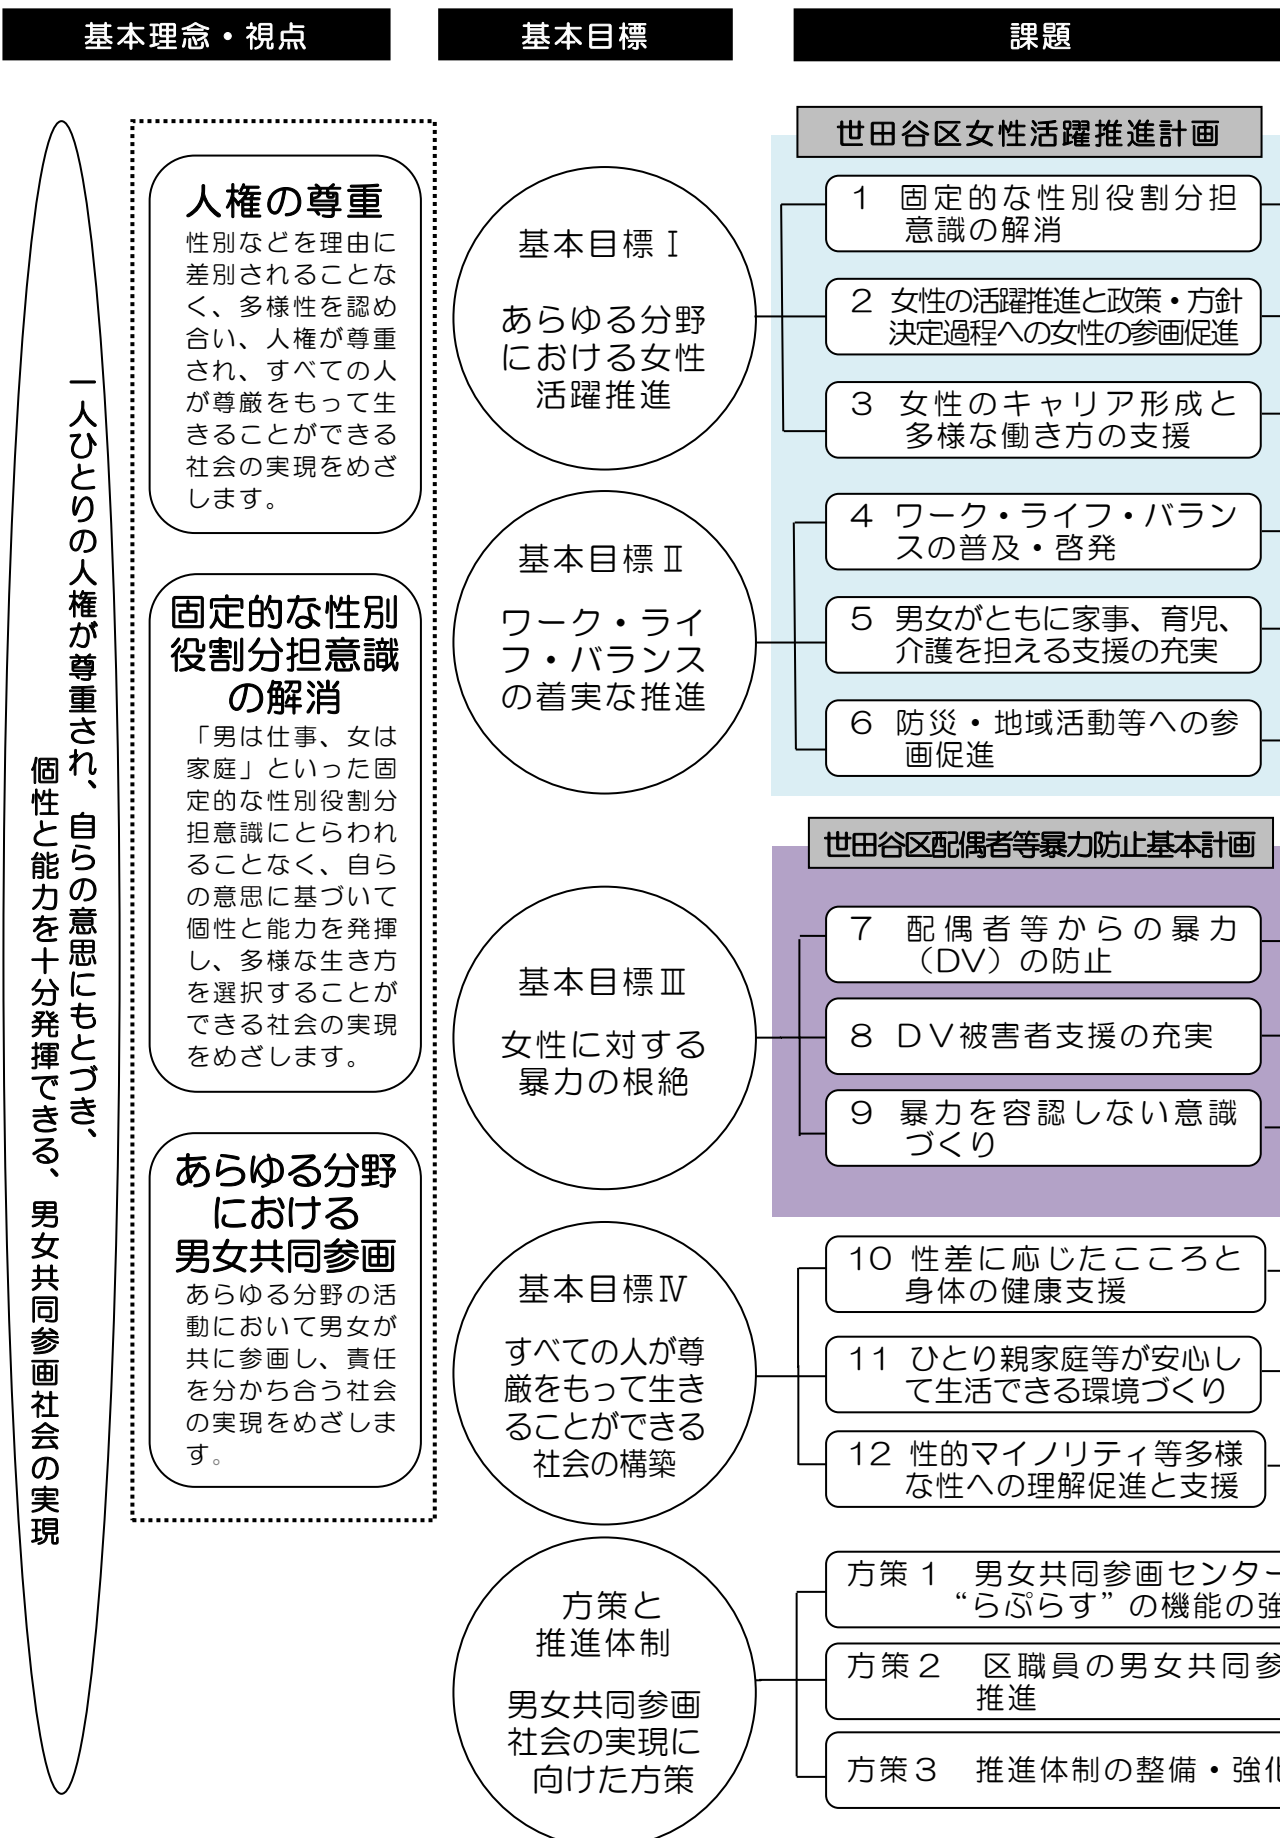 基本理念・視点
基本目標
課題
一人ひとりの人権が尊重され、自らの意思にもとづき、
個性と能力を十分発揮できる、男女共同参画社会の実現
人権の尊重
性別などを理由に
差別されることな
く、多様性を認め
合い、人権が尊重
され、すべての人
が尊厳をもって生
きることができる
社会の実現をめざ
します。
固定的な性別
役割分担意識
の解消
「男は仕事、女は
家庭」といった固
定的な性別役割分
担意識にとらわれ
ることなく、自ら
の意思に基づいて
個性と能力を発揮
し、多様な生き方
を選択することが
できる社会の実現
をめざします。
あらゆる分野
における
男女共同参画
あらゆる分野の活
動において男女が
共に参画し、責任
を分かち合う社会
の実現をめざしま
す。
基本目標Ⅰ
あらゆる分野
における女性
活躍推進
世田谷区女性活躍推進計画
1 固定的な性別役割分担
意識の解消
2 女性の活躍推進と政策・方針
決定過程への女性の参画促進
3 女性のキャリア形成と
多様な働き方の支援
基本目標Ⅱ
ワーク・ライ
フ・バランス
の着実な推進
4 ワーク・ライフ・バラン
スの普及・啓発
5 男女がともに家事、育児、
介護を担える支援の充実
6 防災・地域活動等への参
画促進
基本目標Ⅲ
女性に対する
暴力の根絶
世田谷区配偶者等暴力防止基本計画
7 配偶者等からの暴力
（DV）の防止
8 DV被害者支援の充実
9 暴力を容認しない意識
づくり
基本目標Ⅳ
すべての人が尊
厳をもって生き
ることができる
社会の構築
10 性差に応じたこころと
身体の健康支援
11 ひとり親家庭等が安心し
て生活できる環境づくり
12 性的マイノリティ等多様
な性への理解促進と支援
方策と
推進体制
男女共同参画
社会の実現に
向けた方策
方策1 男女共同参画センター
“らぷらす”の機能の強
方策2 区職員の男女共同参
推進
方策3 推進体制の整備・強化